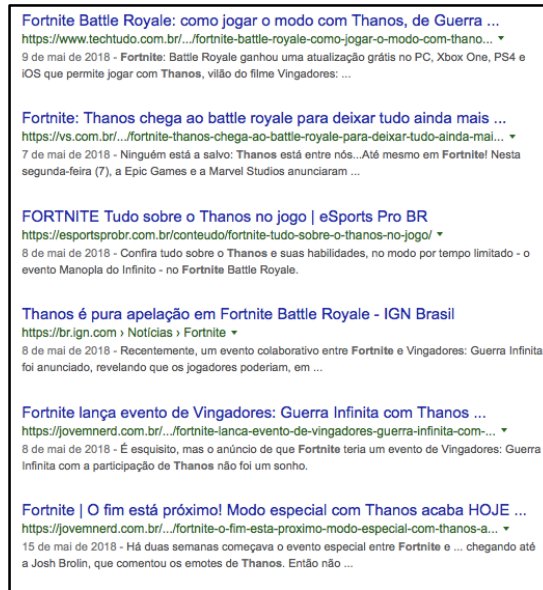 Fortnite Battle Royale: como jogar o modo com Thanos, de Guerra ...
https://www.techtudo.com.br/.../fortnite-battle-royale-como-jogar-o-modo-com-thano...
9 de mai de 2018 - Fortnite: Battle Royale ganhou uma atualização grátis no PC, Xbox One, PS4 e
iOS que permite jogar com Thanos, vilão do filme Vingadores: ...
Fortnite: Thanos chega ao battle royale para deixar tudo ainda mais ...
https://vs.com.br/.../fortnite-thanos-chega-ao-battle-royale-para-deixar-tudo-ainda-mai...
7 de mai de 2018 - Ninguém está a salvo: Thanos está entre nós...Até mesmo em Fortnite! Nesta
segunda-feira (7), a Epic Games e a Marvel Studios anunciaram ...
FORTNITE Tudo sobre o Thanos no jogo | eSports Pro BR
https://esportsprobr.com.br/conteudo/fortnite-tudo-sobre-o-thanos-no-jogo/
8 de mai de 2018 - Confira tudo sobre o Thanos e suas habilidades, no modo por tempo limitado - o
evento Manopla do Infinito - no Fortnite Battle Royale.
Thanos é pura apelação em Fortnite Battle Royale - IGN Brasil
https://br.ign.com › Notícias › Fortnite
8 de mai de 2018 - Recentemente, um evento colaborativo entre Fortnite e Vingadores: Guerra Infinita
foi anunciado, revelando que os jogadores poderiam, em ...
Fortnite lança evento de Vingadores: Guerra Infinita com Thanos ...
https://jovemnerd.com.br/.../fortnite-lanca-evento-de-vingadores-guerra-infinita-com-...
8 de mai de 2018 - É esquisito, mas o anúncio de que Fortnite teria um evento de Vingadores: Guerra
Infinita com a participação de Thanos não foi um sonho.
Fortnite | O fim está próximo! Modo especial com Thanos acaba HOJE ...
https://jovemnerd.com.br/.../fortnite-o-fim-esta-proximo-modo-especial-com-thanos-a...
15 de mai de 2018 - Há duas semanas começava o evento especial entre Fortnite e ... chegando até
a Josh Brolin, que comentou os emotes de Thanos. Então não ...